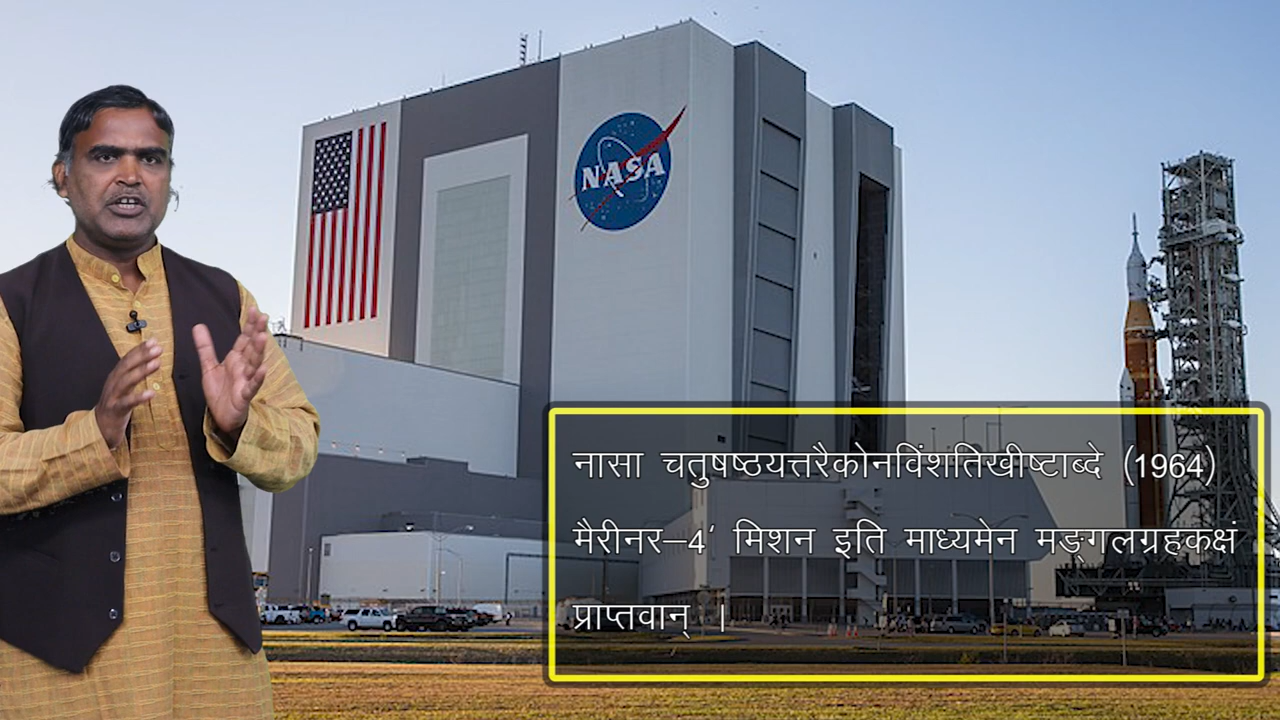 NASA
नासा चतुषष्ठयत्तरैकोनविंशतिखीष्टाब्दे (1964)
मैरीनर–4' मिशन इति माध्यमेन मङ्गलग्रहकक्षं
प्राप्तवान् ।